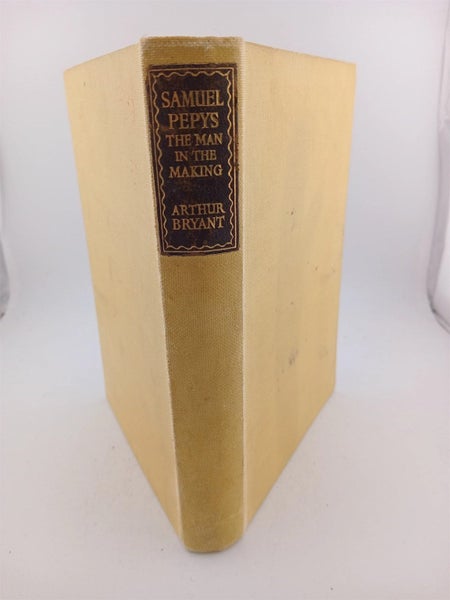 SAMUEL
PEPYS
THE MAN
IN THE
MAKING
ARTHUR
BRYANT